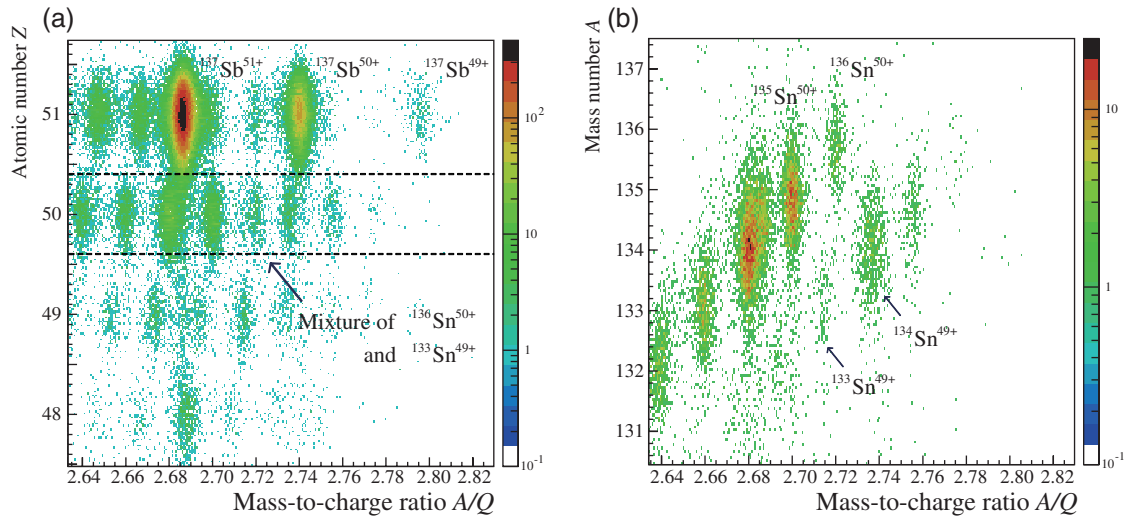 (a)
Atomic number Z
51
50
49
48
¹³⁷Sb⁵¹⁺
¹³⁷Sb⁵⁰⁺
¹³⁷Sb⁴⁹⁺
Mixture of ¹³⁶Sn⁵⁰⁺
and ¹³³Sn⁴⁹⁺
2.64 2.66 2.68 2.70 2.72 2.74 2.76 2.78 2.80 2.82
Mass-to-charge ratio A/Q
10²
10
1
10⁻¹
(b)
Mass number A
137
136
135
134
133
132
131
¹³⁶Sn⁵⁰⁺
¹³⁵Sn⁵⁰⁺
¹³⁴Sn⁴⁹⁺
¹³³Sn⁴⁹⁺
2.64 2.66 2.68 2.70 2.72 2.74 2.76 2.78 2.80 2.82
Mass-to-charge ratio A/Q
10
1
10⁻¹